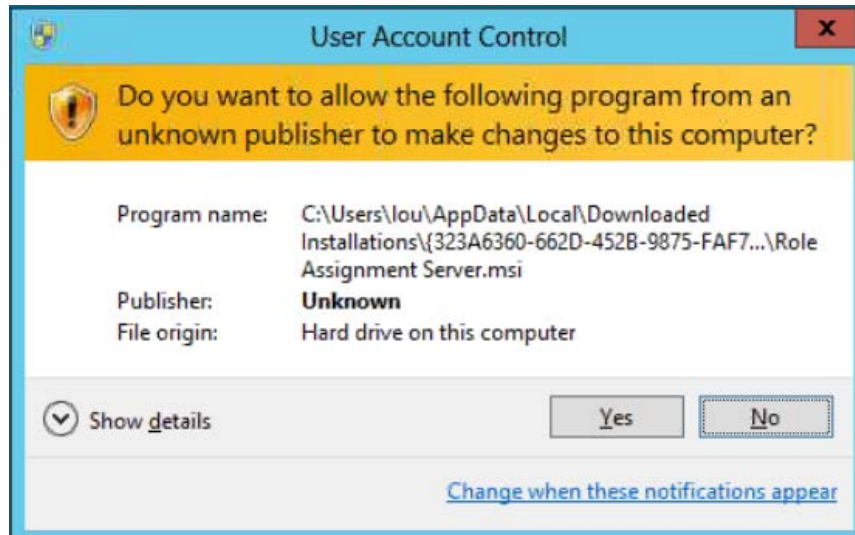 User Account Control
x
Do you want to allow the following program from an
unknown publisher to make changes to this computer?
Program name: C:\Users\lou\AppData\Local\Downloaded
Installations\{323A6360-662D-452B-9875-FAF7...\Role
Assignment Server.msi
Publisher: Unknown
File origin: Hard drive on this computer
Show details Yes No
Change when these notifications appear